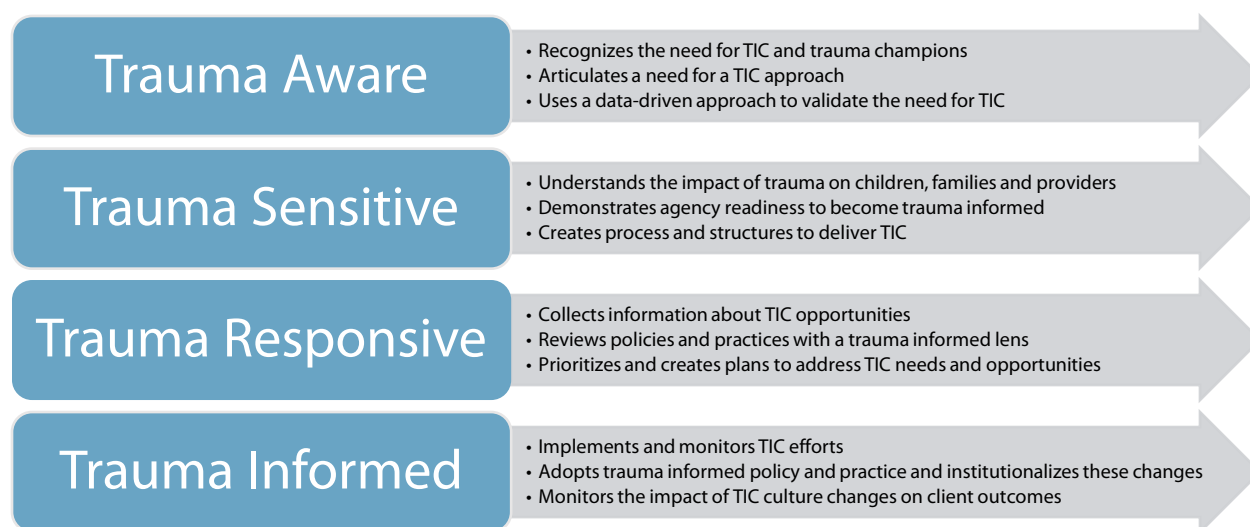 Trauma Aware
• Recognizes the need for TIC and trauma champions
• Articulates a need for a TIC approach
• Uses a data-driven approach to validate the need for TIC
Trauma Sensitive
• Understands the impact of trauma on children, families and providers
• Demonstrates agency readiness to become trauma informed
• Creates process and structures to deliver TIC
Trauma Responsive
• Collects information about TIC opportunities
• Reviews policies and practices with a trauma informed lens
• Prioritizes and creates plans to address TIC needs and opportunities
Trauma Informed
• Implements and monitors TIC efforts
• Adopts trauma informed policy and practice and institutionalizes these changes
• Monitors the impact of TIC culture changes on client outcomes